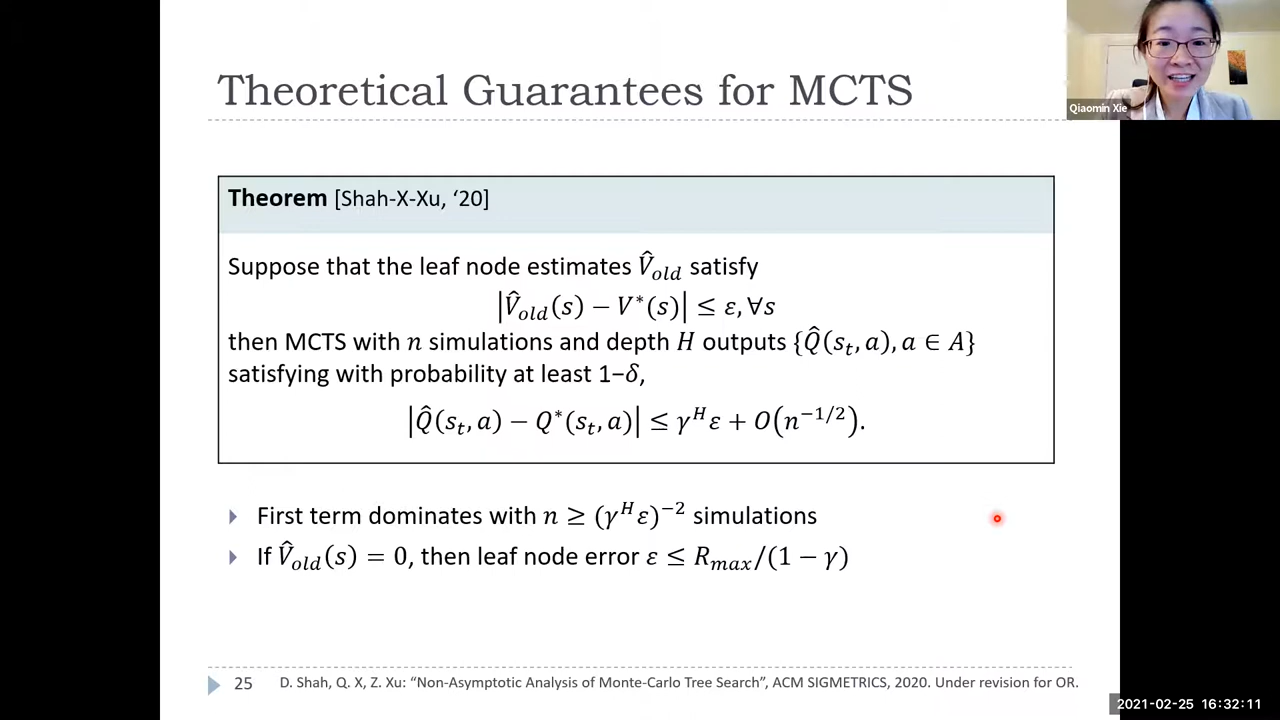 Theoretical Guarantees for MCTS
Qiaomin Xie
Theorem [Shah-X-Xu, ‘20]
Suppose that the leaf node estimates V̂_old satisfy
|V̂_old(s) − V*(s)| ≤ ε, ∀s
then MCTS with n simulations and depth H outputs {Q̂(s_t, a), a ∈ A}
satisfying with probability at least 1−δ,
|Q̂(s_t, a) − Q*(s_t, a)| ≤ γ^H ε + O(n^{−1/2}).
First term dominates with n ≥ (γ^H ε)^{−2} simulations
If V̂_old(s) = 0, then leaf node error ε ≤ R_max/(1 − γ)
25 D. Shah, Q. X, Z. Xu: “Non-Asymptotic Analysis of Monte-Carlo Tree Search”, ACM SIGMETRICS, 2020. Under revision for OR.
2021-02-25 16:32:11